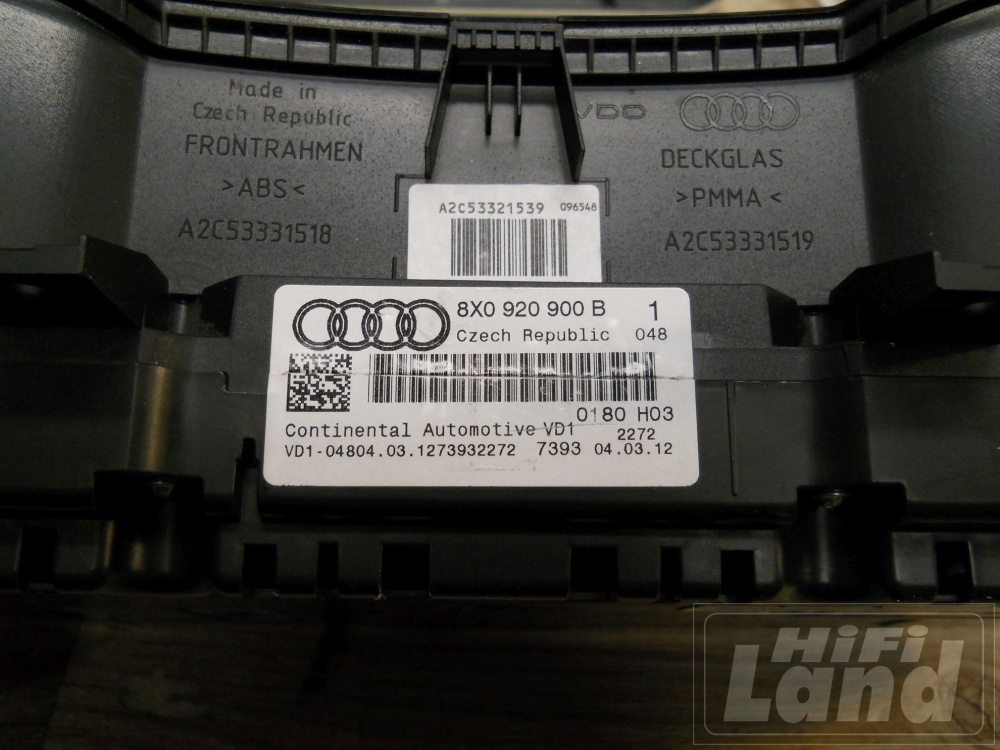 Made in
Czech Republic
FRONTRAHMEN
>ABS<
A2C53331518
VDO
DECKGLAS
>PMMA<
A2C53331519
A2C53321539 096548
8X0 920 900 B 1
Czech Republic 048
0180 H03
Continental Automotive VD1 2272
VD1-04804.03.1273932272 7393 04.03.12
HiFi
Land